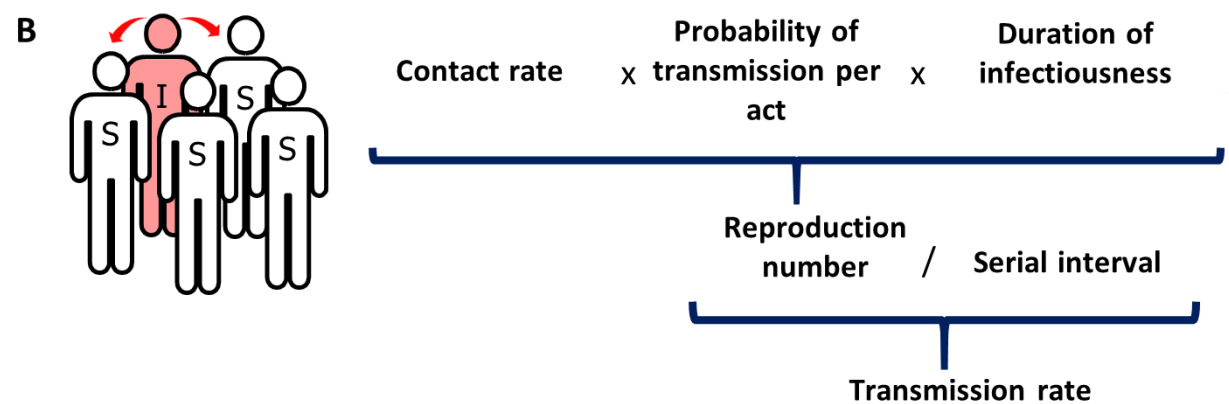 B
I
S
S
S
S
Contact rate x Probability of transmission per act x Duration of infectiousness
Reproduction number / Serial interval
Transmission rate